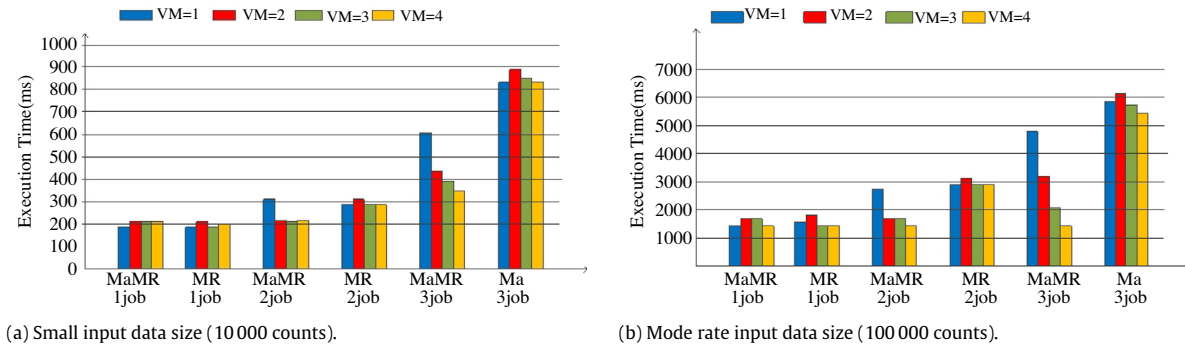 VM=1 VM=2 VM=3 VM=4
Execution Time(ms)
1000
900
800
700
600
500
400
300
200
100
0
MaMR MR MaMR MR MaMR Ma
1job 1job 2job 2job 3job 3job
(a) Small input data size (10 000 counts).
VM=1 VM=2 VM=3 VM=4
Execution Time(ms)
7000
6000
5000
4000
3000
2000
1000
MaMR MR MaMR MR MaMR Ma
1job 1job 2job 2job 3job 3job
(b) Mode rate input data size (100 000 counts).